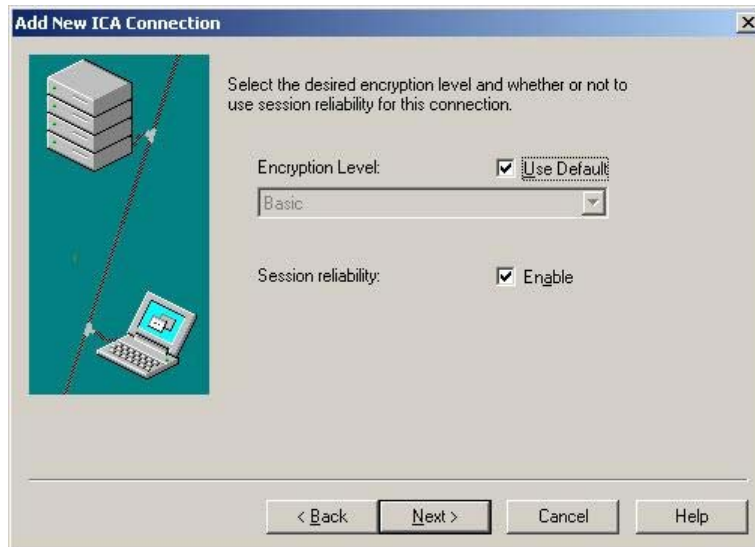 Add New ICA Connection
Select the desired encryption level and whether or not to
use session reliability for this connection.
Encryption Level:
Use Default
Basic
Session reliability:
Enable
< Back
Next >
Cancel
Help